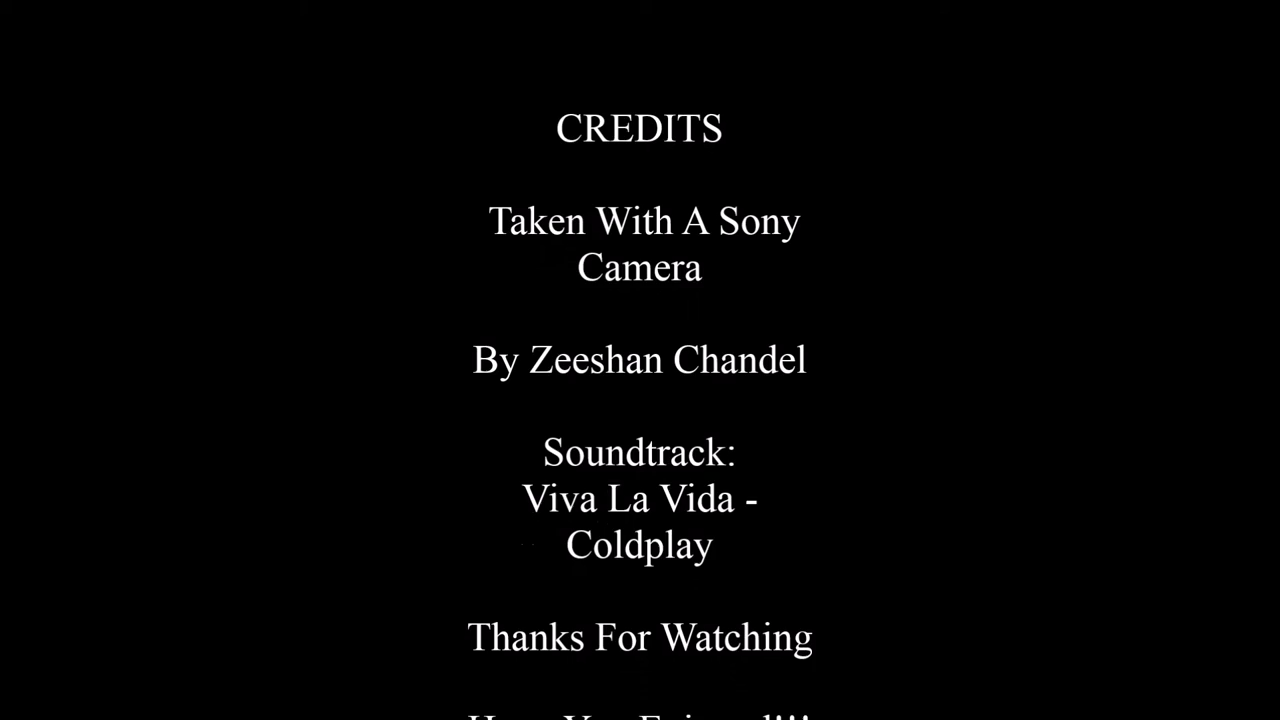 CREDITS
Taken With A Sony
Camera
By Zeeshan Chandel
Soundtrack:
Viva La Vida -
Coldplay
Thanks For Watching